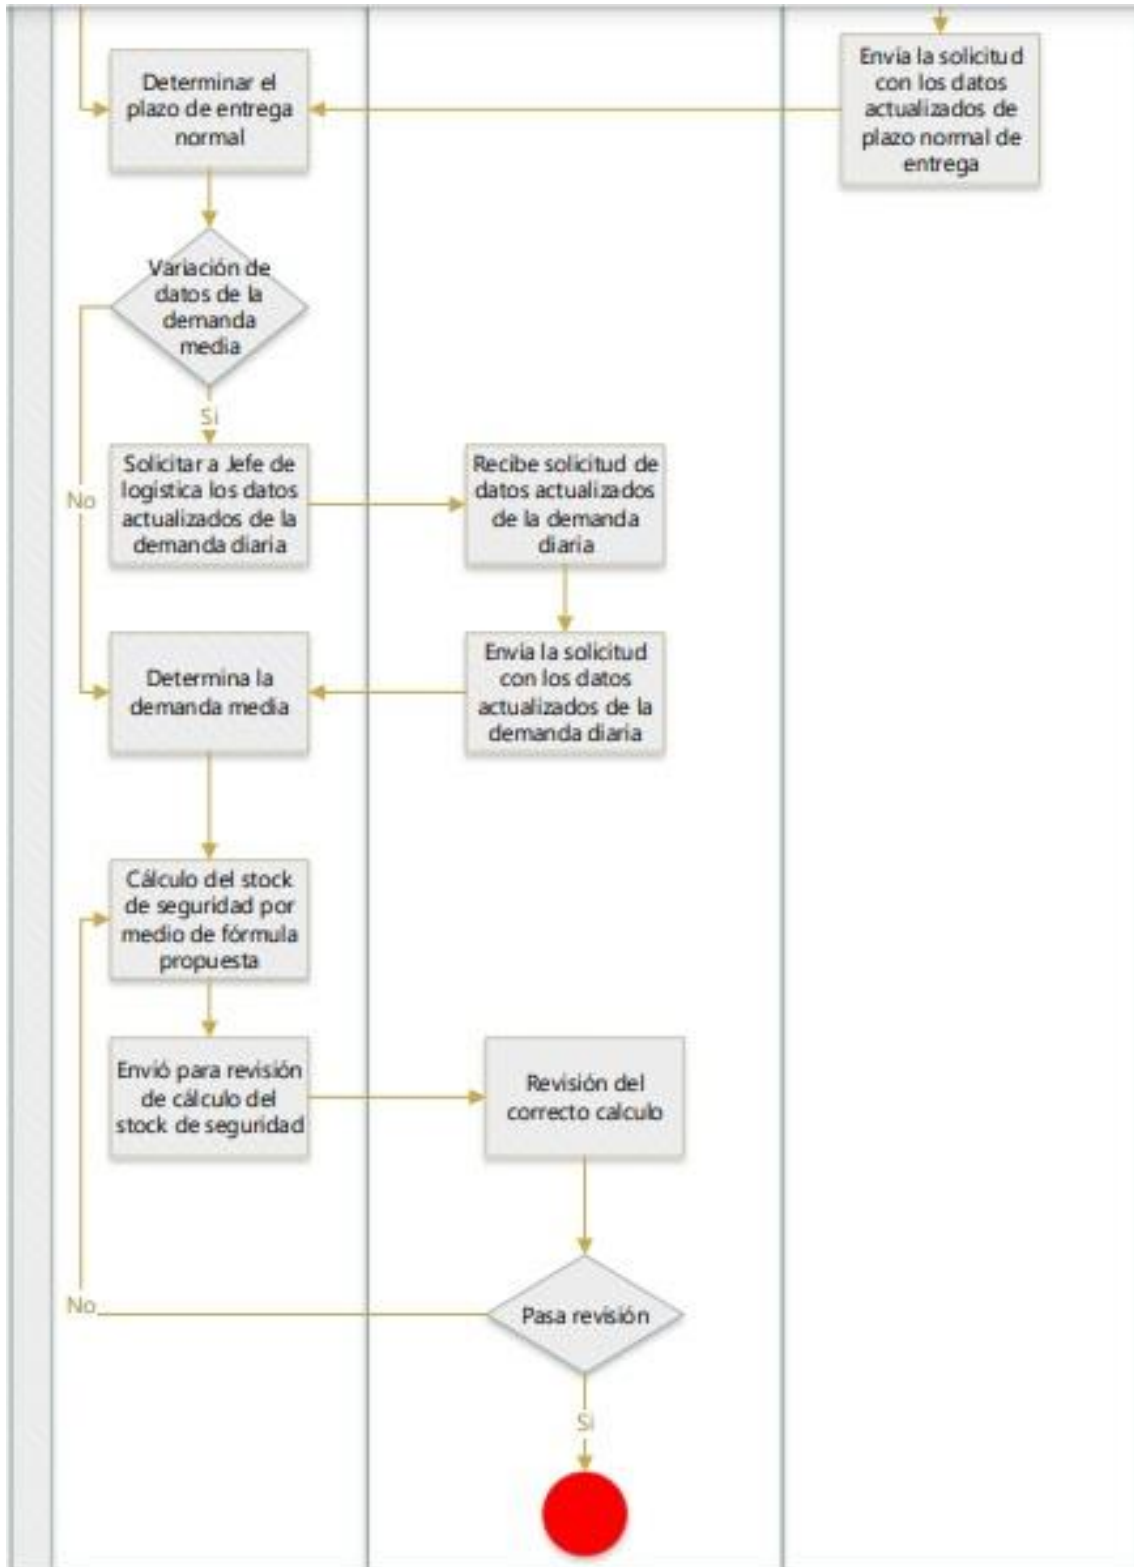 Determinar el
plazo de entrega
normal
Envía la solicitud
con los datos
actualizados de
plazo normal de
entrega
Variación de
datos de la
demanda
media
Si
No
Solicitar a Jefe de
logística los datos
actualizados de la
demanda diaria
Recibe solicitud de
datos actualizados
de la demanda
diaria
Determina la
demanda media
Envía la solicitud
con los datos
actualizados de la
demanda diaria
Cálculo del stock
de seguridad por
medio de fórmula
propuesta
Envió para revisión
de cálculo del
stock de seguridad
Revisión del
correcto calculo
No
Pasa revisión
Si